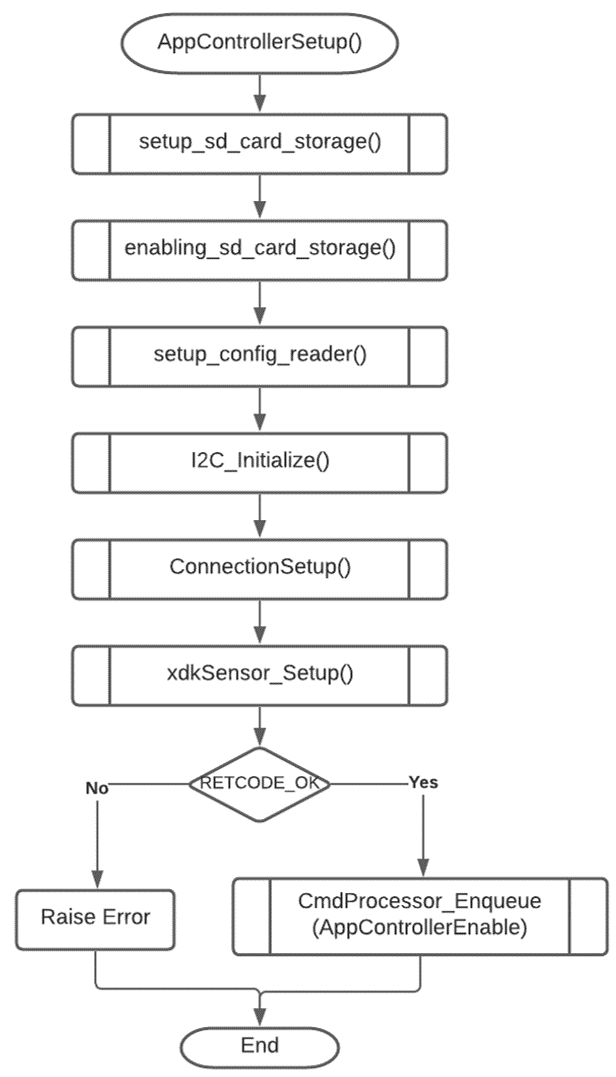 AppControllerSetup()
setup_sd_card_storage()
enabling_sd_card_storage()
setup_config_reader()
I2C_Initialize()
ConnectionSetup()
xdkSensor_Setup()
RETCODE_OK
No
Yes
Raise Error
CmdProcessor_Enqueue
(AppControllerEnable)
End